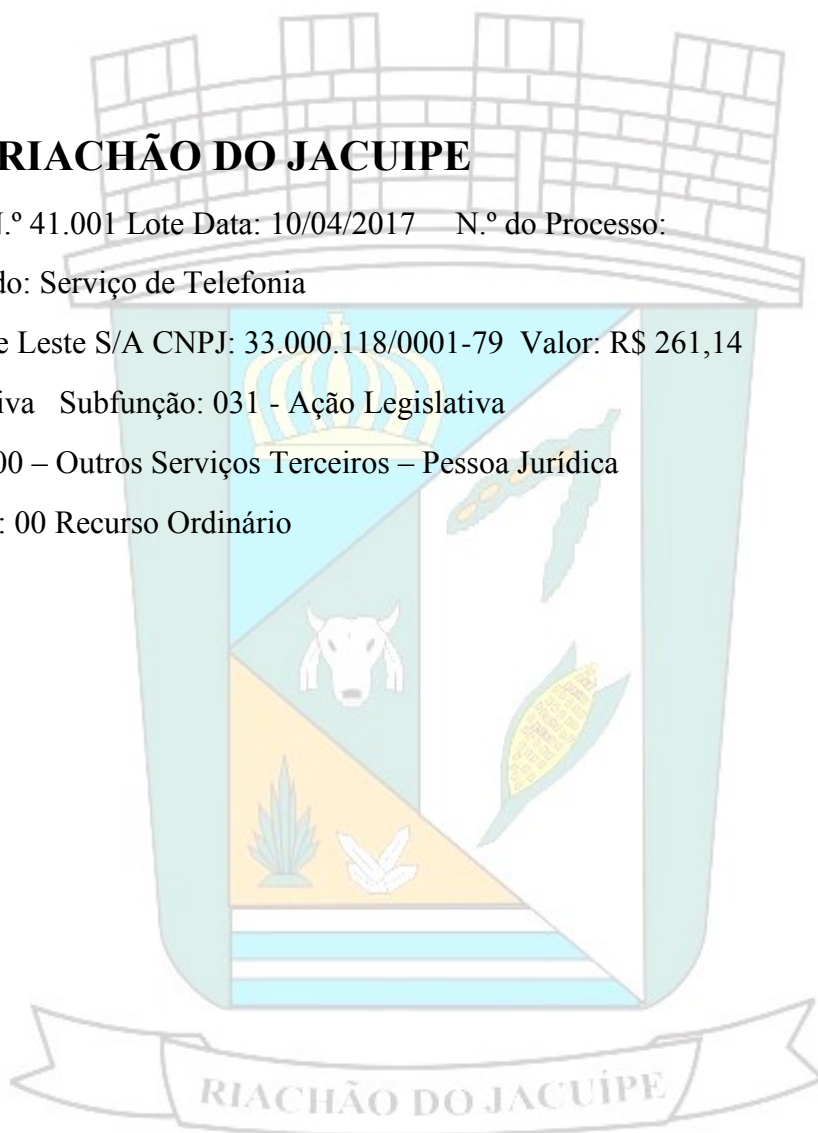 RIACHÃO DO JACUIPE
N.º 41.001 Lote Data: 10/04/2017 N.º do Processo:
do: Serviço de Telefonia
e Leste S/A CNPJ: 33.000.118/0001-79 Valor: R$ 261,14
iva Subfunção: 031 - Ação Legislativa
00 – Outros Serviços Terceiros – Pessoa Jurídica
: 00 Recurso Ordinário
RIACHÃO DO JACUÍPE